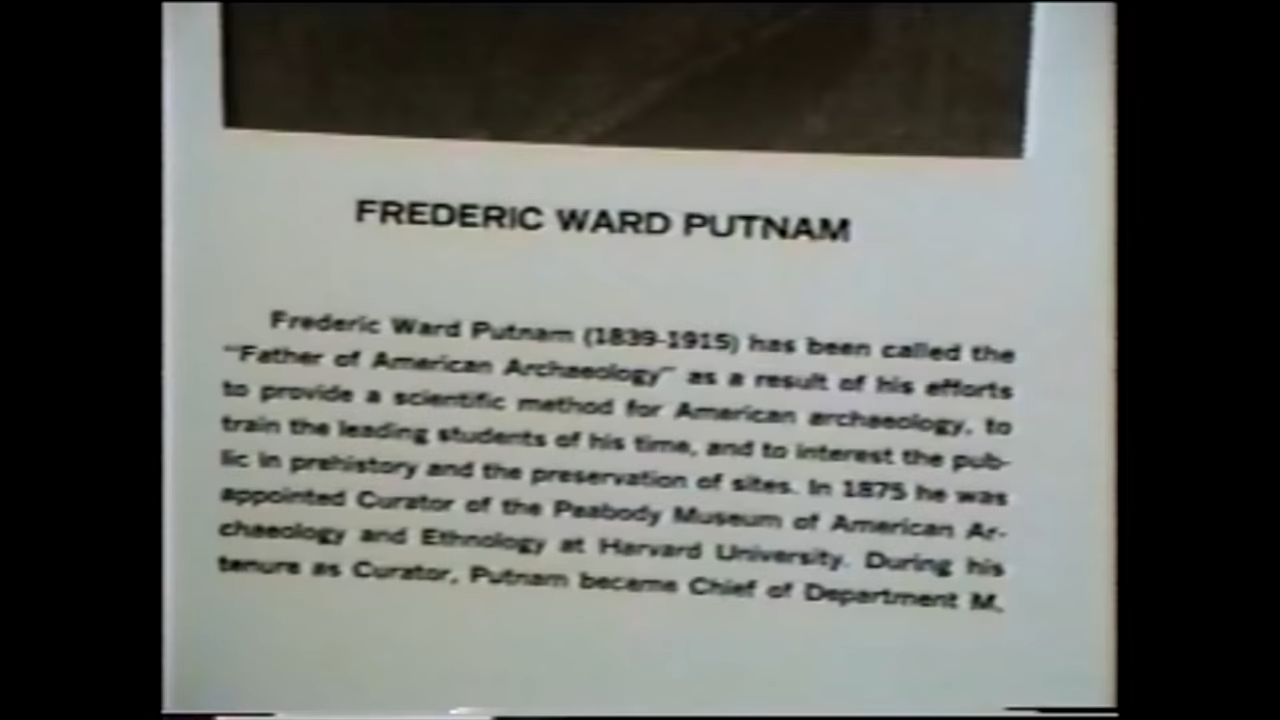 FREDERIC WARD PUTNAM
Frederic Ward Putnam (1839-1915) has been called the
"Father of American Archaeology" as a result of his efforts
to provide a scientific method for American archaeology, to
train the leading students of his time, and to interest the pub-
lic in prehistory and the preservation of sites. In 1875 he was
appointed Curator of the Peabody Museum of American Ar-
chaeology and Ethnology at Harvard University. During his
tenure as Curator, Putnam became Chief of Department M,